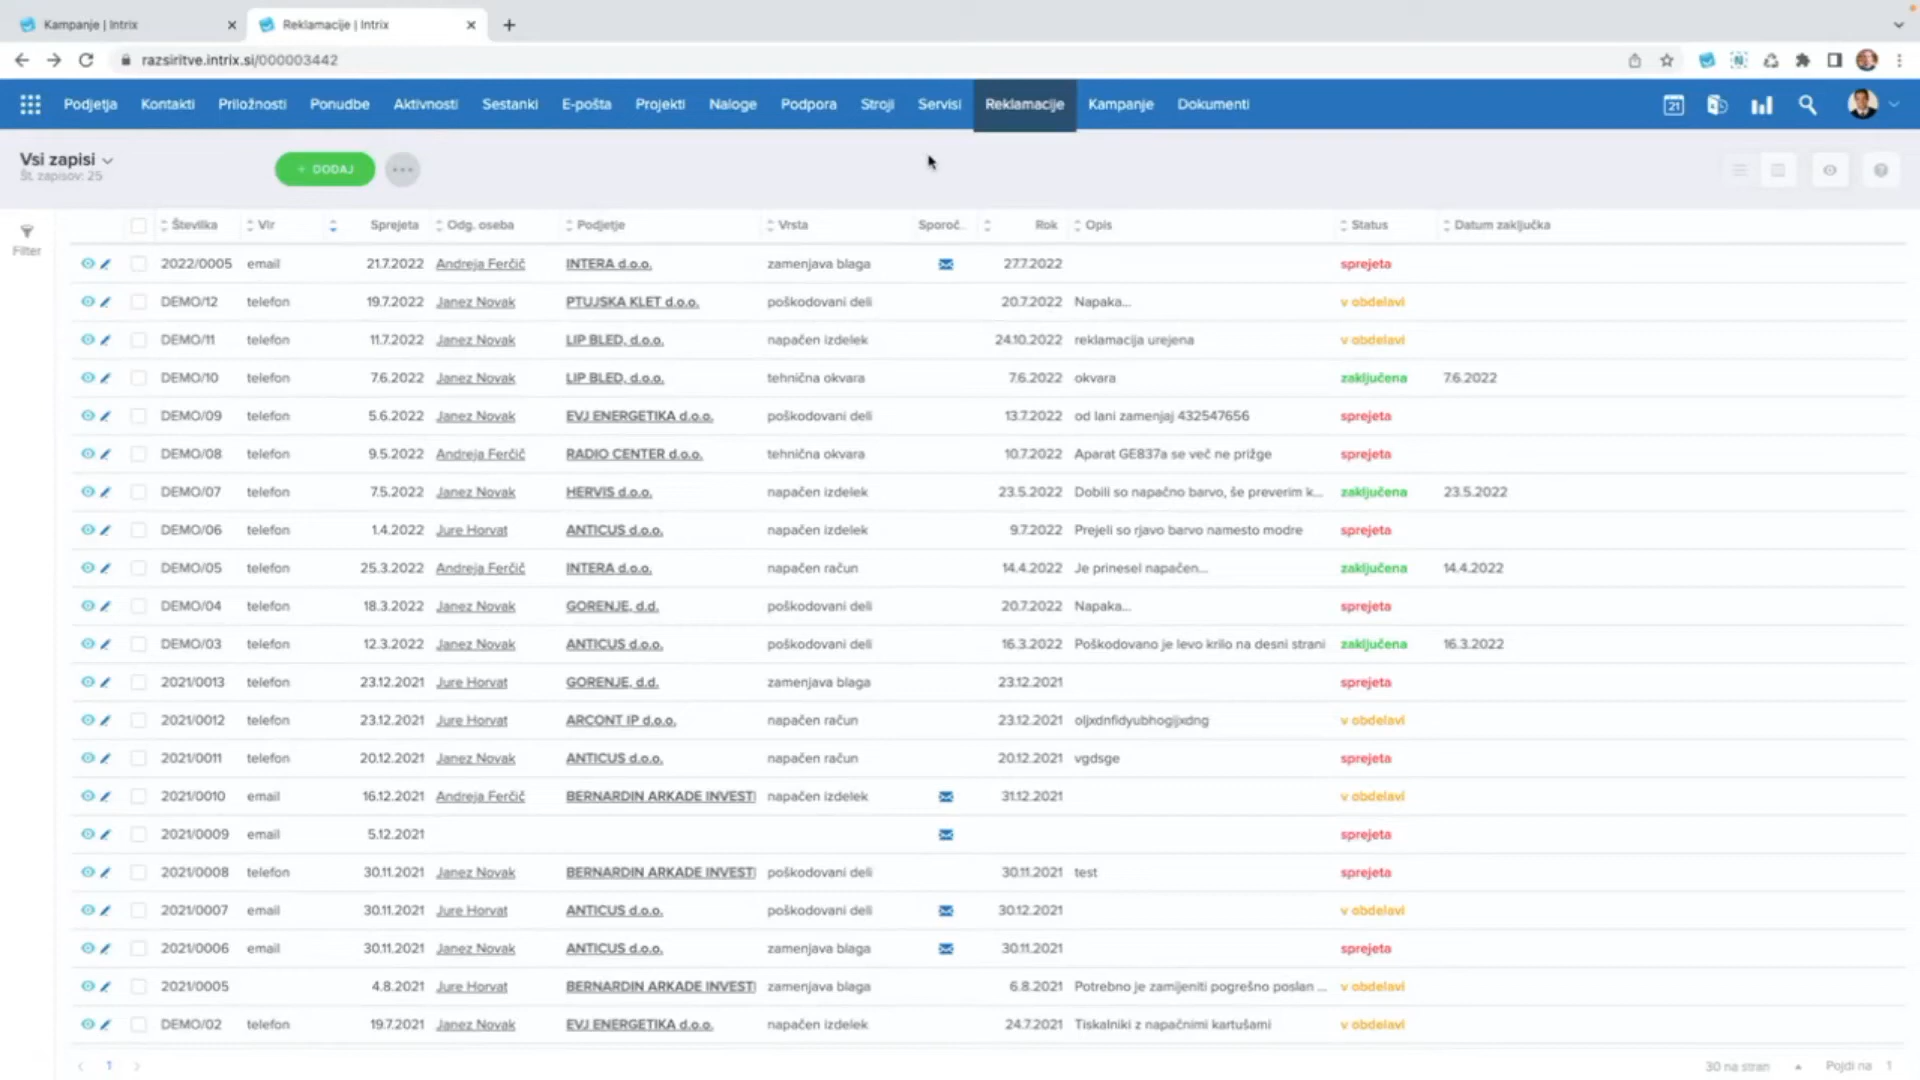 Kampanje | Intrix
Reklamacije | Intrix
razsiritve.intrix.si/000003442
Podjetja Kontakti Priložnosti Ponudbe Aktivnosti Sestanki E-pošta Projekti Naloge Podpora Stroji Servisi Reklamacije Kampanje Dokumenti 21
Vsi zapisi
Št. zapisov: 25
+ DODAJ
Filter
Številka Vir Sprejeta Odg. oseba Podjetje Vrsta Sporoč... Rok Opis Status Datum zaključka
2022/0005 email 21.7.2022 Andreja Ferčič INTERA d.o.o. zamenjava blaga 27.7.2022 sprejeta
DEMO/12 telefon 19.7.2022 Janez Novak PTUJSKA KLET d.o.o. poškodovani deli 20.7.2022 Napaka... v obdelavi
DEMO/11 telefon 11.7.2022 Janez Novak LIP BLED, d.o.o. napačen izdelek 24.10.2022 reklamacija urejena v obdelavi
DEMO/10 telefon 7.6.2022 Janez Novak LIP BLED, d.o.o. tehnična okvara 7.6.2022 okvara zaključena 7.6.2022
DEMO/09 telefon 5.6.2022 Janez Novak EVJ ENERGETIKA d.o.o. poškodovani deli 13.7.2022 od lani zamenjaj 432547656 sprejeta
DEMO/08 telefon 9.5.2022 Andreja Ferčič RADIO CENTER d.o.o. tehnična okvara 10.7.2022 Aparat GE837a se več ne prižge sprejeta
DEMO/07 telefon 7.5.2022 Janez Novak HERVIS d.o.o. napačen izdelek 23.5.2022 Dobili so napačno barvo, še preverim k... zaključena 23.5.2022
DEMO/06 telefon 1.4.2022 Jure Horvat ANTICUS d.o.o. napačen izdelek 9.7.2022 Prejeli so rjavo barvo namesto modre sprejeta
DEMO/05 telefon 25.3.2022 Andreja Ferčič INTERA d.o.o. napačen račun 14.4.2022 Je prinesel napačen... zaključena 14.4.2022
DEMO/04 telefon 18.3.2022 Janez Novak GORENJE, d.d. poškodovani deli 20.7.2022 Napaka... sprejeta
DEMO/03 telefon 12.3.2022 Janez Novak ANTICUS d.o.o. poškodovani deli 16.3.2022 Poškodovano je levo krilo na desni strani zaključena 16.3.2022
2021/0013 telefon 23.12.2021 Jure Horvat GORENJE, d.d. zamenjava blaga 23.12.2021 sprejeta
2021/0012 telefon 23.12.2021 Jure Horvat ARCONT IP d.o.o. napačen račun 23.12.2021 oljxdnfidyubhogijxdng v obdelavi
2021/0011 telefon 20.12.2021 Janez Novak ANTICUS d.o.o. napačen račun 20.12.2021 vgdsge sprejeta
2021/0010 email 16.12.2021 Andreja Ferčič BERNARDIN ARKADE INVESTI napačen izdelek 31.12.2021 v obdelavi
2021/0009 email 5.12.2021 sprejeta
2021/0008 telefon 30.11.2021 Janez Novak BERNARDIN ARKADE INVESTI poškodovani deli 30.11.2021 test sprejeta
2021/0007 email 30.11.2021 Jure Horvat ANTICUS d.o.o. poškodovani deli 30.12.2021 v obdelavi
2021/0006 email 30.11.2021 Janez Novak ANTICUS d.o.o. zamenjava blaga 30.11.2021 sprejeta
2021/0005 4.8.2021 Jure Horvat BERNARDIN ARKADE INVESTI zamenjava blaga 6.8.2021 Potrebno je zamijeniti pogrešno poslan ... v obdelavi
DEMO/02 telefon 19.7.2021 Janez Novak EVJ ENERGETIKA d.o.o. napačen izdelek 24.7.2021 Tiskalniki z napačnimi kartušami v obdelavi
1 30 na stran Pojdi na 1